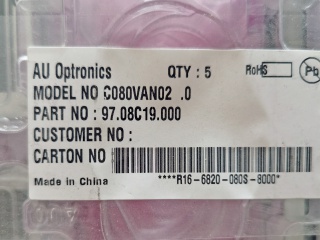 AU Optronics QTY : 5 RoHS Pb
MODEL NO C080VAN02 .0
PART NO : 97.08C19.000
CUSTOMER NO :
CARTON NO
Made in China ****R16-6820-080S-8000*